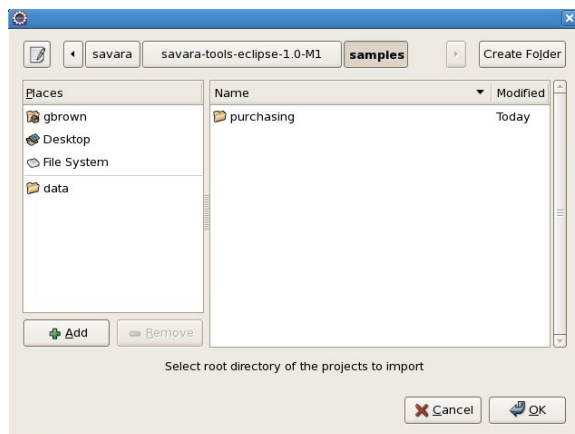 savara savara-tools-eclipse-1.0-M1 samples Create Folder
Places Name Modified
gbrown purchasing Today
Desktop
File System
data
Add Remove
Select root directory of the projects to import
Cancel OK